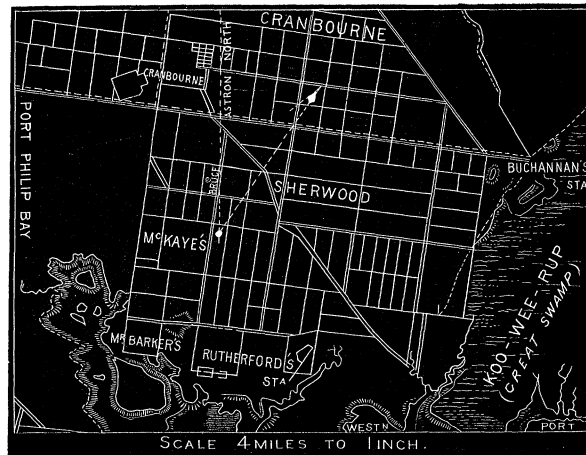 CRANBOURNE
CRANBOURNE
ASTRON NORTH
PORT PHILIP BAY
BRUCE
SHERWOOD
BUCHANNAN'S
STA
McKAYE'S
MR BARKER'S
RUTHERFORD'S
STA
KOO-WEE-RUP
(GREAT SWAMP)
WESTN
PORT
SCALE 4 MILES TO 1 INCH.